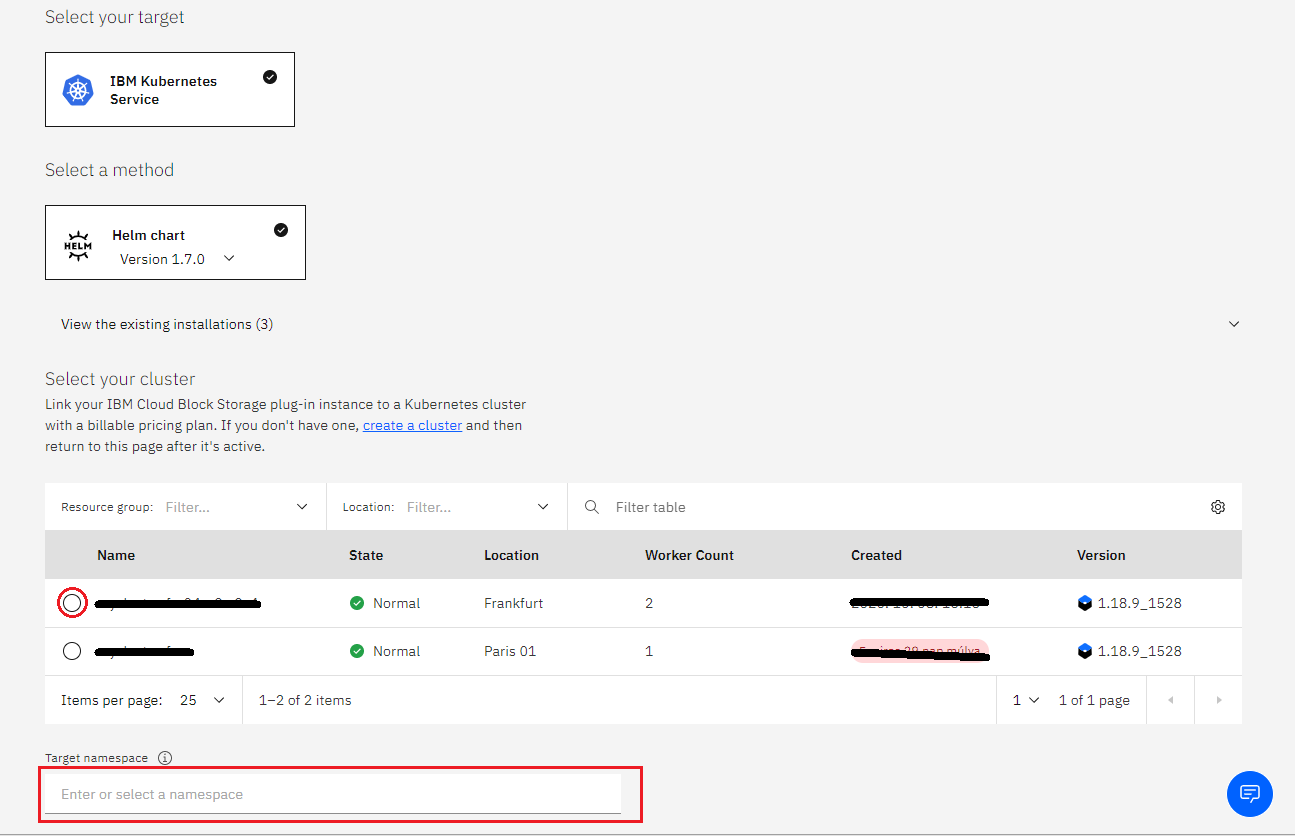 Select your target
IBM Kubernetes
Service
Select a method
HELM
Helm chart
Version 1.7.0
View the existing installations (3)
Select your cluster
Link your IBM Cloud Block Storage plug-in instance to a Kubernetes cluster
with a billable pricing plan. If you don't have one, create a cluster and then
return to this page after it's active.
Resource group: Filter... Location: Filter... Filter table
Name State Location Worker Count Created Version
Normal Frankfurt 2 1.18.9_1528
Normal Paris 01 1 múlva 1.18.9_1528
Items per page: 25 1–2 of 2 items 1 1 of 1 page
Target namespace
Enter or select a namespace